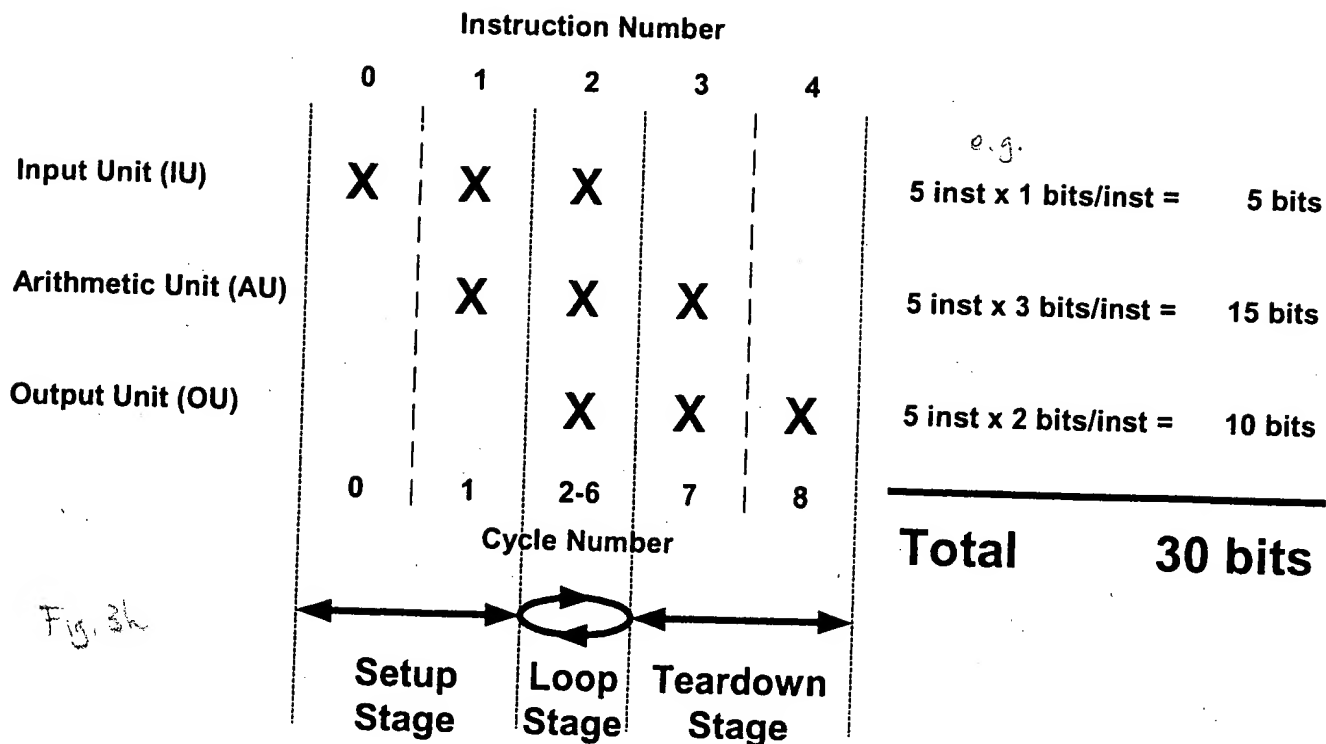 Instruction Number
0 1 2 3 4
e.g.
Input Unit (IU) X X X 5 inst x 1 bits/inst = 5 bits
Arithmetic Unit (AU) X X X 5 inst x 3 bits/inst = 15 bits
Output Unit (OU) X X X 5 inst x 2 bits/inst = 10 bits
0 1 2-6 7 8
Cycle Number
Total 30 bits
Fig. 3h
Setup Loop Teardown
Stage Stage Stage